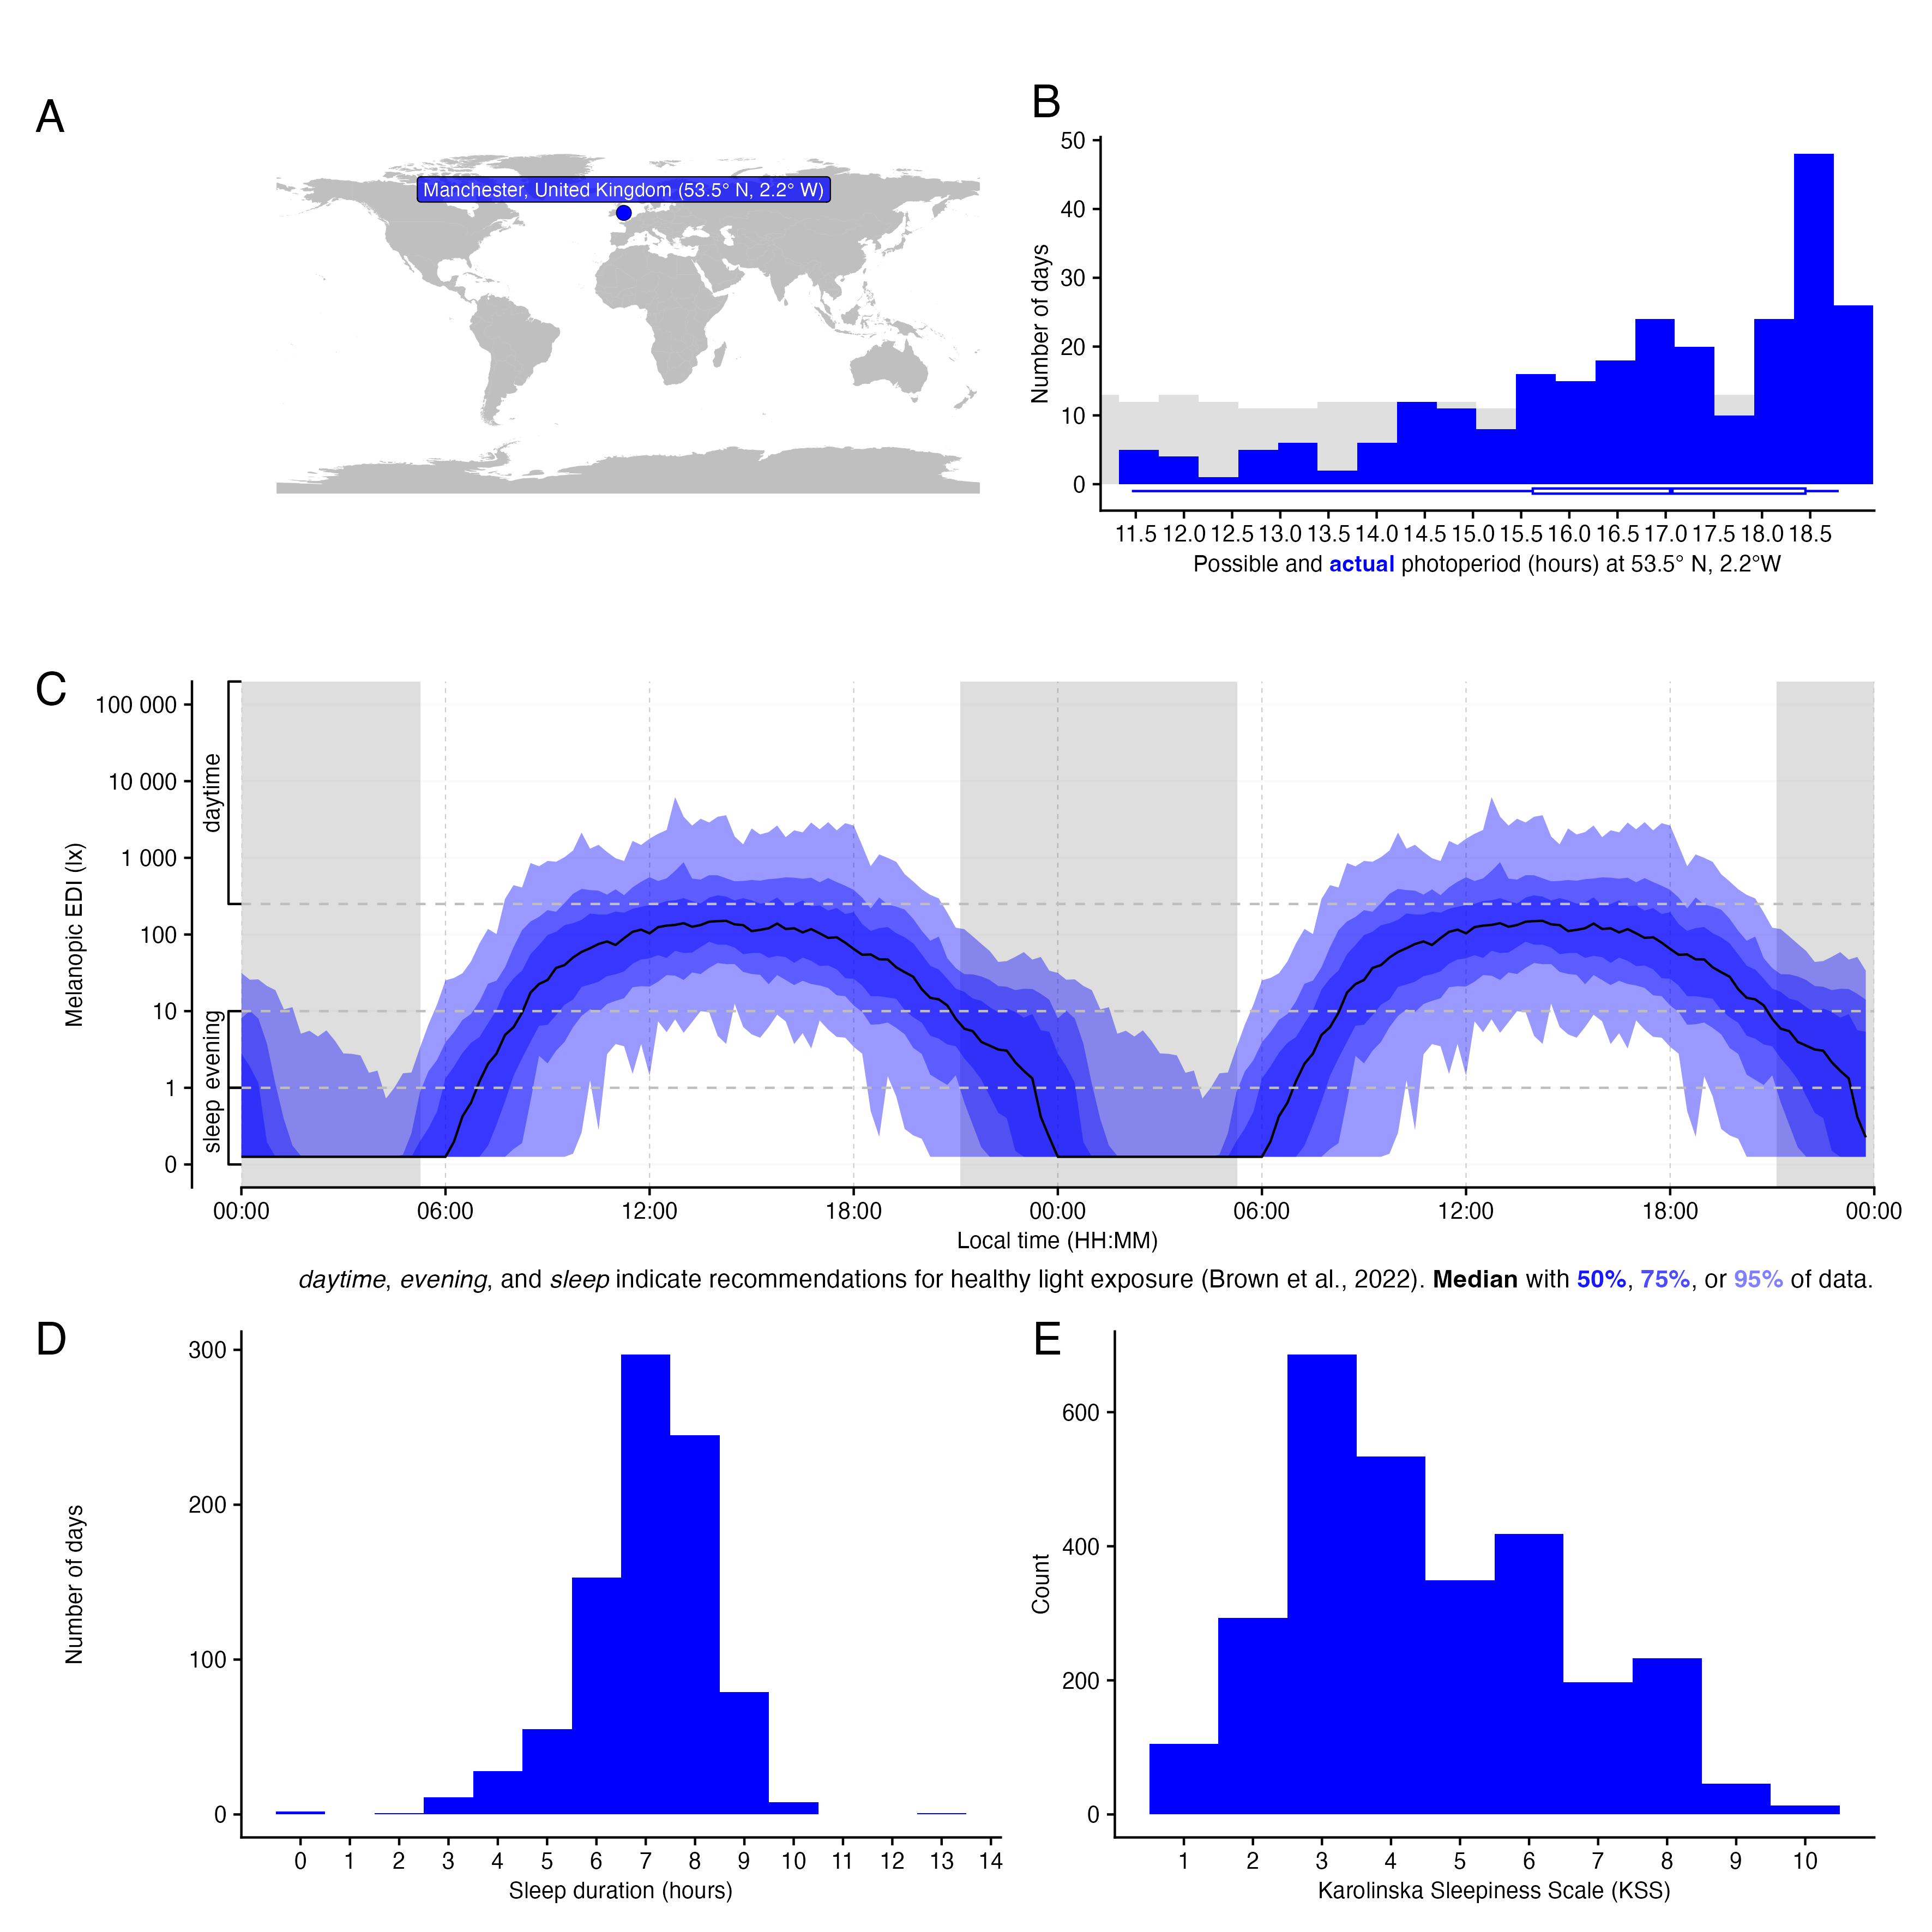 A
Manchester, United Kingdom (53.5° N, 2.2° W)
B
50
40
30
20
10
0
Number of days
11.5 12.0 12.5 13.0 13.5 14.0 14.5 15.0 15.5 16.0 16.5 17.0 17.5 18.0 18.5
Possible and actual photoperiod (hours) at 53.5° N, 2.2°W
C
100 000
10 000
1 000
100
10
1
0
Melanopic EDI (lx)
daytime
evening
sleep
00:00 06:00 12:00 18:00 00:00 06:00 12:00 18:00 00:00
Local time (HH:MM)
daytime, evening, and sleep indicate recommendations for healthy light exposure (Brown et al., 2022). Median with 50%, 75%, or 95% of data.
D
300
200
100
0
Number of days
0 1 2 3 4 5 6 7 8 9 10 11 12 13 14
Sleep duration (hours)
E
600
400
200
0
Count
1 2 3 4 5 6 7 8 9 10
Karolinska Sleepiness Scale (KSS)